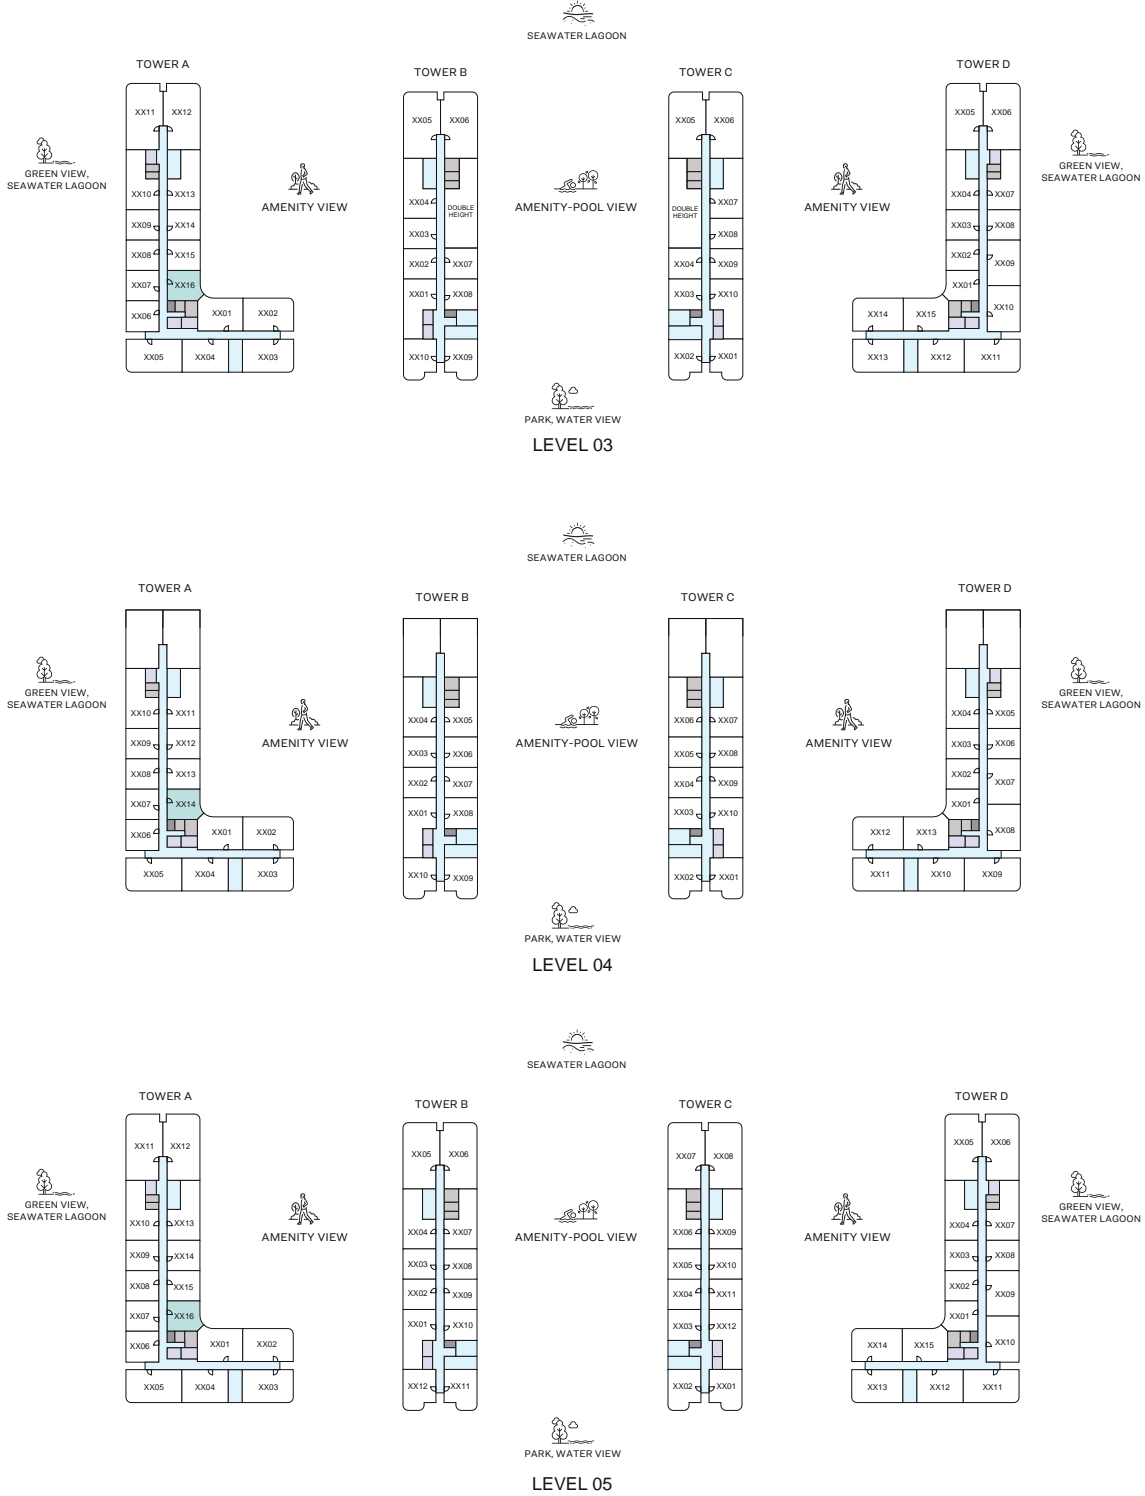 SEAWATER LAGOON
TOWER A
TOWER B
TOWER C
TOWER D
XX11 XX12
XX05 XX06
XX05 XX06
XX05 XX06
GREEN VIEW,
SEAWATER LAGOON
AMENITY VIEW
AMENITY-POOL VIEW
AMENITY VIEW
GREEN VIEW,
SEAWATER LAGOON
XX10 XX13
XX09 XX14
XX08 XX15
XX07 XX16
XX06 XX01 XX02
XX05 XX04 XX03
XX04 DOUBLE
HEIGHT
XX03
XX02 XX07
XX01 XX08
XX10 XX09
DOUBLE
HEIGHT XX07
XX08
XX04 XX09
XX03 XX10
XX02 XX01
XX04 XX07
XX03 XX08
XX02 XX09
XX01
XX14 XX15 XX10
XX13 XX12 XX11
PARK, WATER VIEW
LEVEL 03
SEAWATER LAGOON
TOWER A
TOWER B
TOWER C
TOWER D
GREEN VIEW,
SEAWATER LAGOON
AMENITY VIEW
AMENITY-POOL VIEW
AMENITY VIEW
GREEN VIEW,
SEAWATER LAGOON
XX10 XX11
XX09 XX12
XX08 XX13
XX07 XX14
XX06 XX01 XX02
XX05 XX04 XX03
XX04 XX05
XX03 XX06
XX02 XX07
XX01 XX08
XX10 XX09
XX06 XX07
XX05 XX08
XX04 XX09
XX03 XX10
XX02 XX01
XX04 XX05
XX03 XX06
XX02 XX07
XX01
XX12 XX13 XX08
XX11 XX10 XX09
PARK, WATER VIEW
LEVEL 04
SEAWATER LAGOON
TOWER A
TOWER B
TOWER C
TOWER D
XX11 XX12
XX05 XX06
XX07 XX08
XX05 XX06
GREEN VIEW,
SEAWATER LAGOON
AMENITY VIEW
AMENITY-POOL VIEW
AMENITY VIEW
GREEN VIEW,
SEAWATER LAGOON
XX10 XX13
XX09 XX14
XX08 XX15
XX07 XX16
XX06 XX01 XX02
XX05 XX04 XX03
XX04 XX07
XX03 XX08
XX02 XX09
XX01 XX10
XX12 XX11
XX06 XX09
XX05 XX10
XX04 XX11
XX03 XX12
XX02 XX01
XX04 XX07
XX03 XX08
XX02 XX09
XX01
XX14 XX15 XX10
XX13 XX12 XX11
PARK, WATER VIEW
LEVEL 05